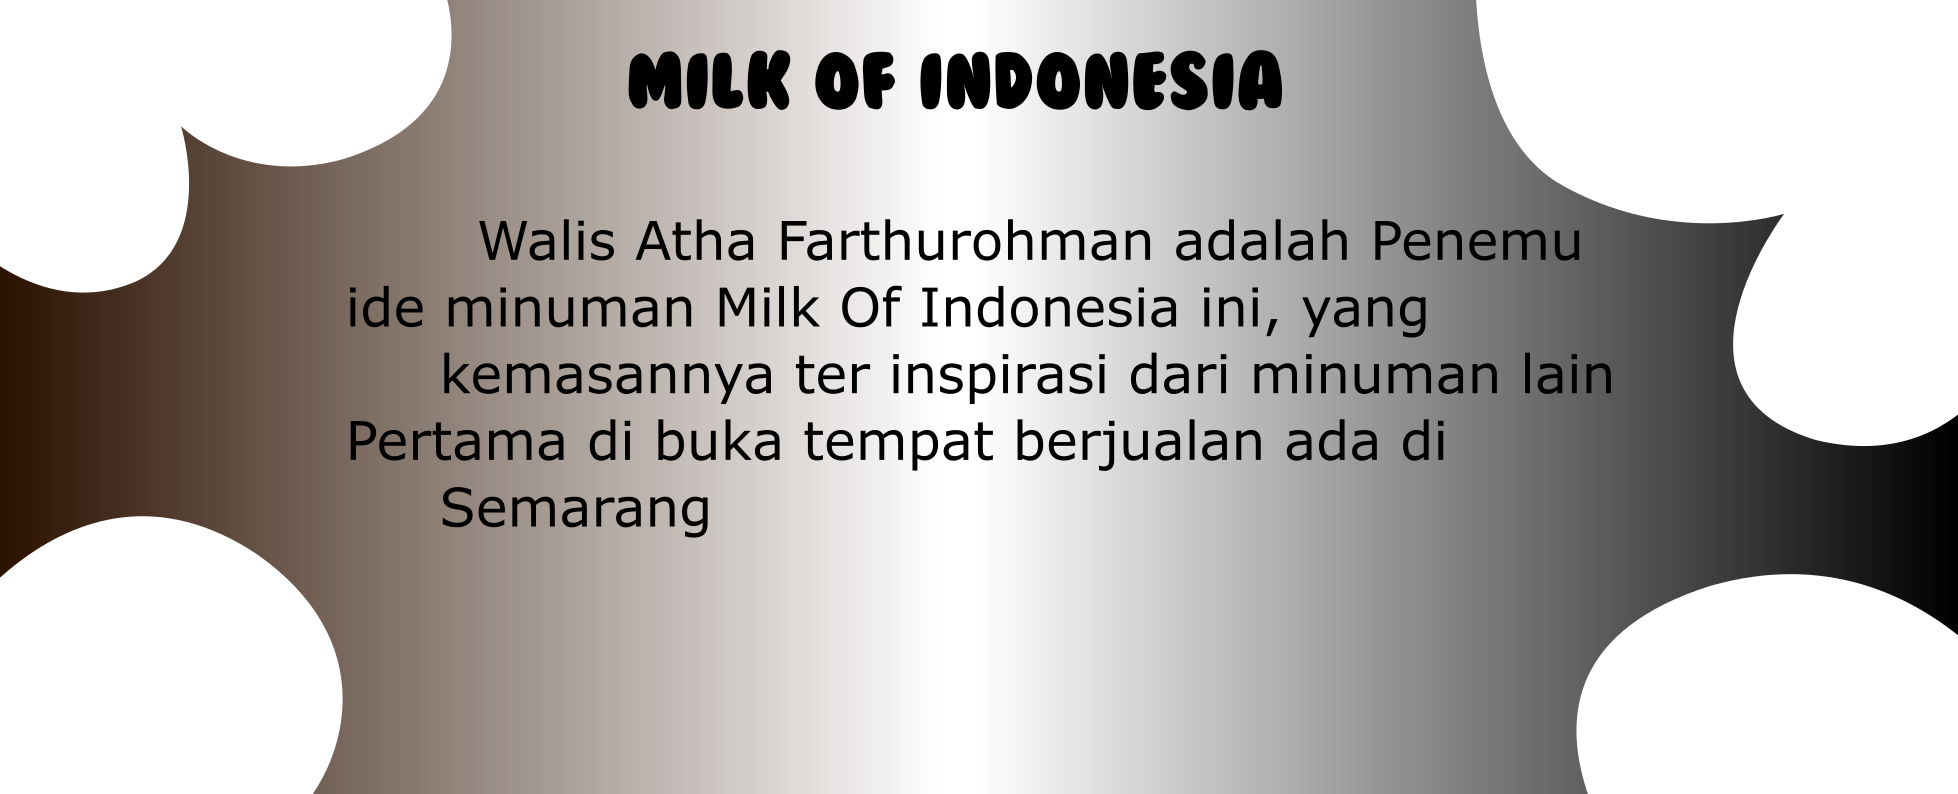 MILK OF INDONESIA
Walis Atha Farthurohman adalah Penemu
ide minuman Milk Of Indonesia ini, yang
kemasannya ter inspirasi dari minuman lain
Pertama di buka tempat berjualan ada di
Semarang